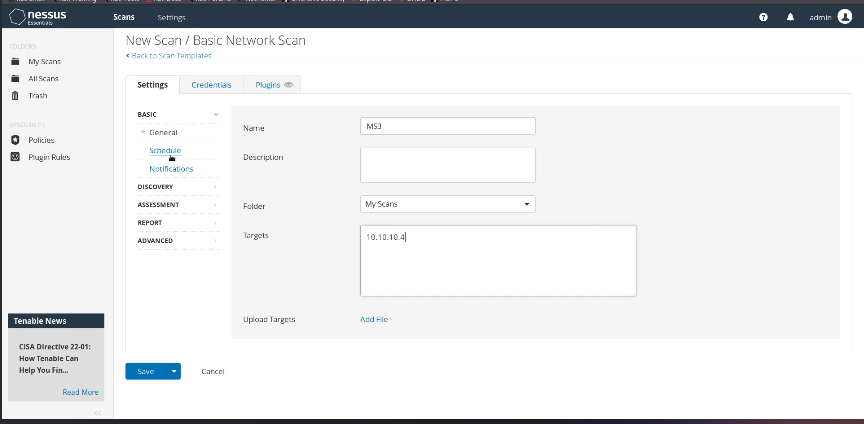 nessus
Essentials
Scans
Settings
admin
FOLDERS
My Scans
All Scans
Trash
RESOURCES
Policies
Plugin Rules
Tenable News
CISA Directive 22-01:
How Tenable Can
Help You Fin...
Read More
New Scan / Basic Network Scan
Back to Scan Templates
Settings
Credentials
Plugins
BASIC
General
Schedule
Notifications
DISCOVERY
ASSESSMENT
REPORT
ADVANCED
Name
MS3
Description
Folder
My Scans
Targets
10.10.10.4
Upload Targets
Add File
Save
Cancel